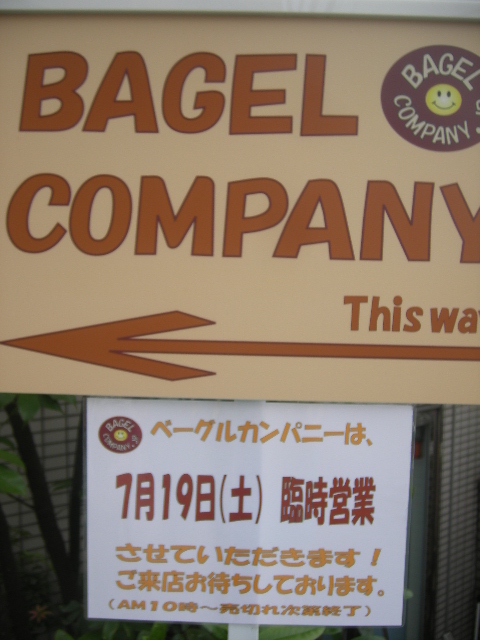 BAGEL
COMPANY
BAGEL
COMPANY
This wa
BAGEL
COMPANY
ベーグルカンパニーは、
7月19日(土) 臨時営業
させていただきます!
ご来店お待ちしております。
(AM10時〜売切れ次第終了)